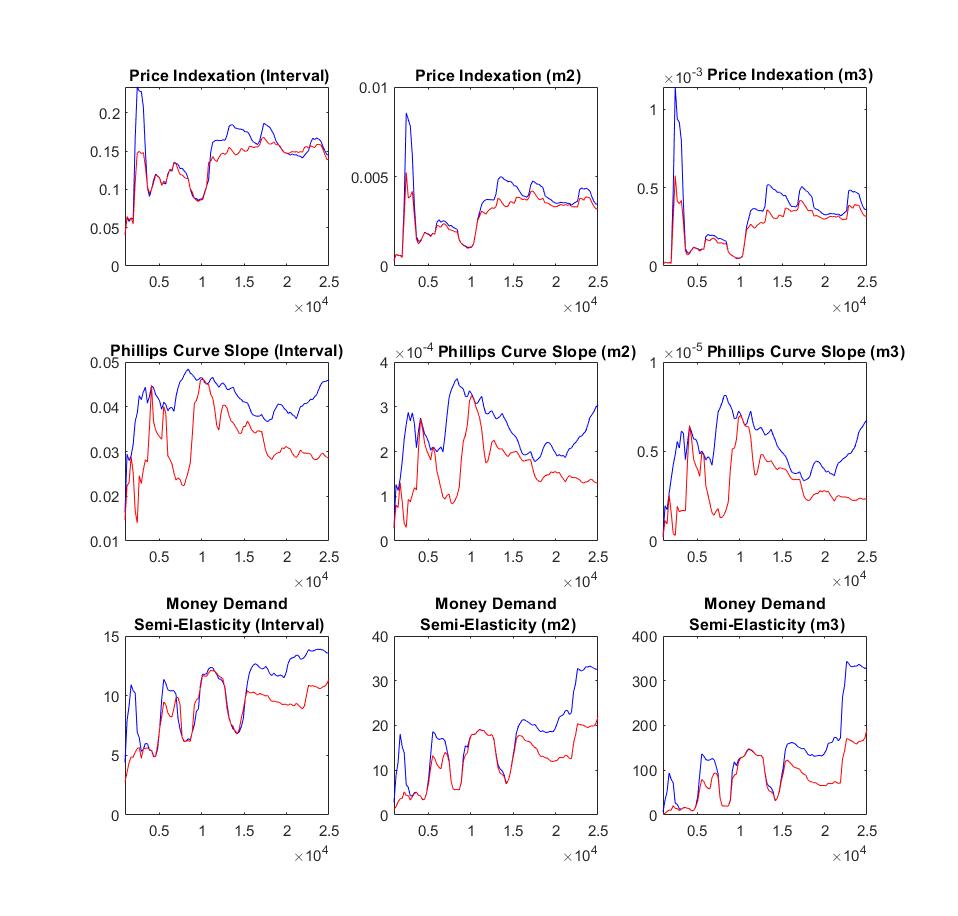 Price Indexation (Interval)
0.2
0.15
0.1
0.05
0
0.5 1 1.5 2 2.5
×10^4
Price Indexation (m2)
0.01
0.005
0
0.5 1 1.5 2 2.5
×10^4
×10^-3 Price Indexation (m3)
1
0.5
0
0.5 1 1.5 2 2.5
×10^4
Phillips Curve Slope (Interval)
0.05
0.04
0.03
0.02
0.01
0.5 1 1.5 2 2.5
×10^4
×10^-4 Phillips Curve Slope (m2)
4
3
2
1
0
0.5 1 1.5 2 2.5
×10^4
×10^-5 Phillips Curve Slope (m3)
1
0.5
0
0.5 1 1.5 2 2.5
×10^4
Money Demand
Semi-Elasticity (Interval)
15
10
5
0
0.5 1 1.5 2 2.5
×10^4
Money Demand
Semi-Elasticity (m2)
40
30
20
10
0
0.5 1 1.5 2 2.5
×10^4
Money Demand
Semi-Elasticity (m3)
400
300
200
100
0
0.5 1 1.5 2 2.5
×10^4